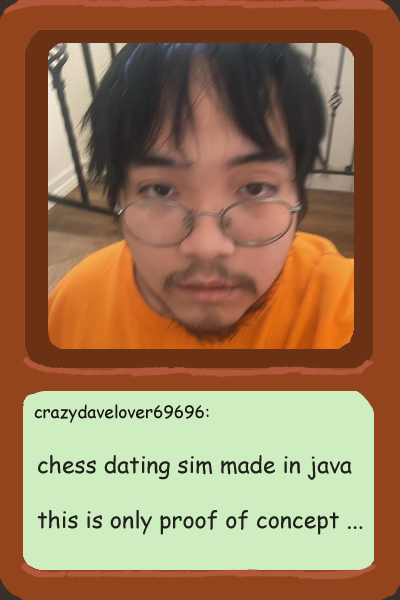 crazydavelover69696:
chess dating sim made in java
this is only proof of concept ...